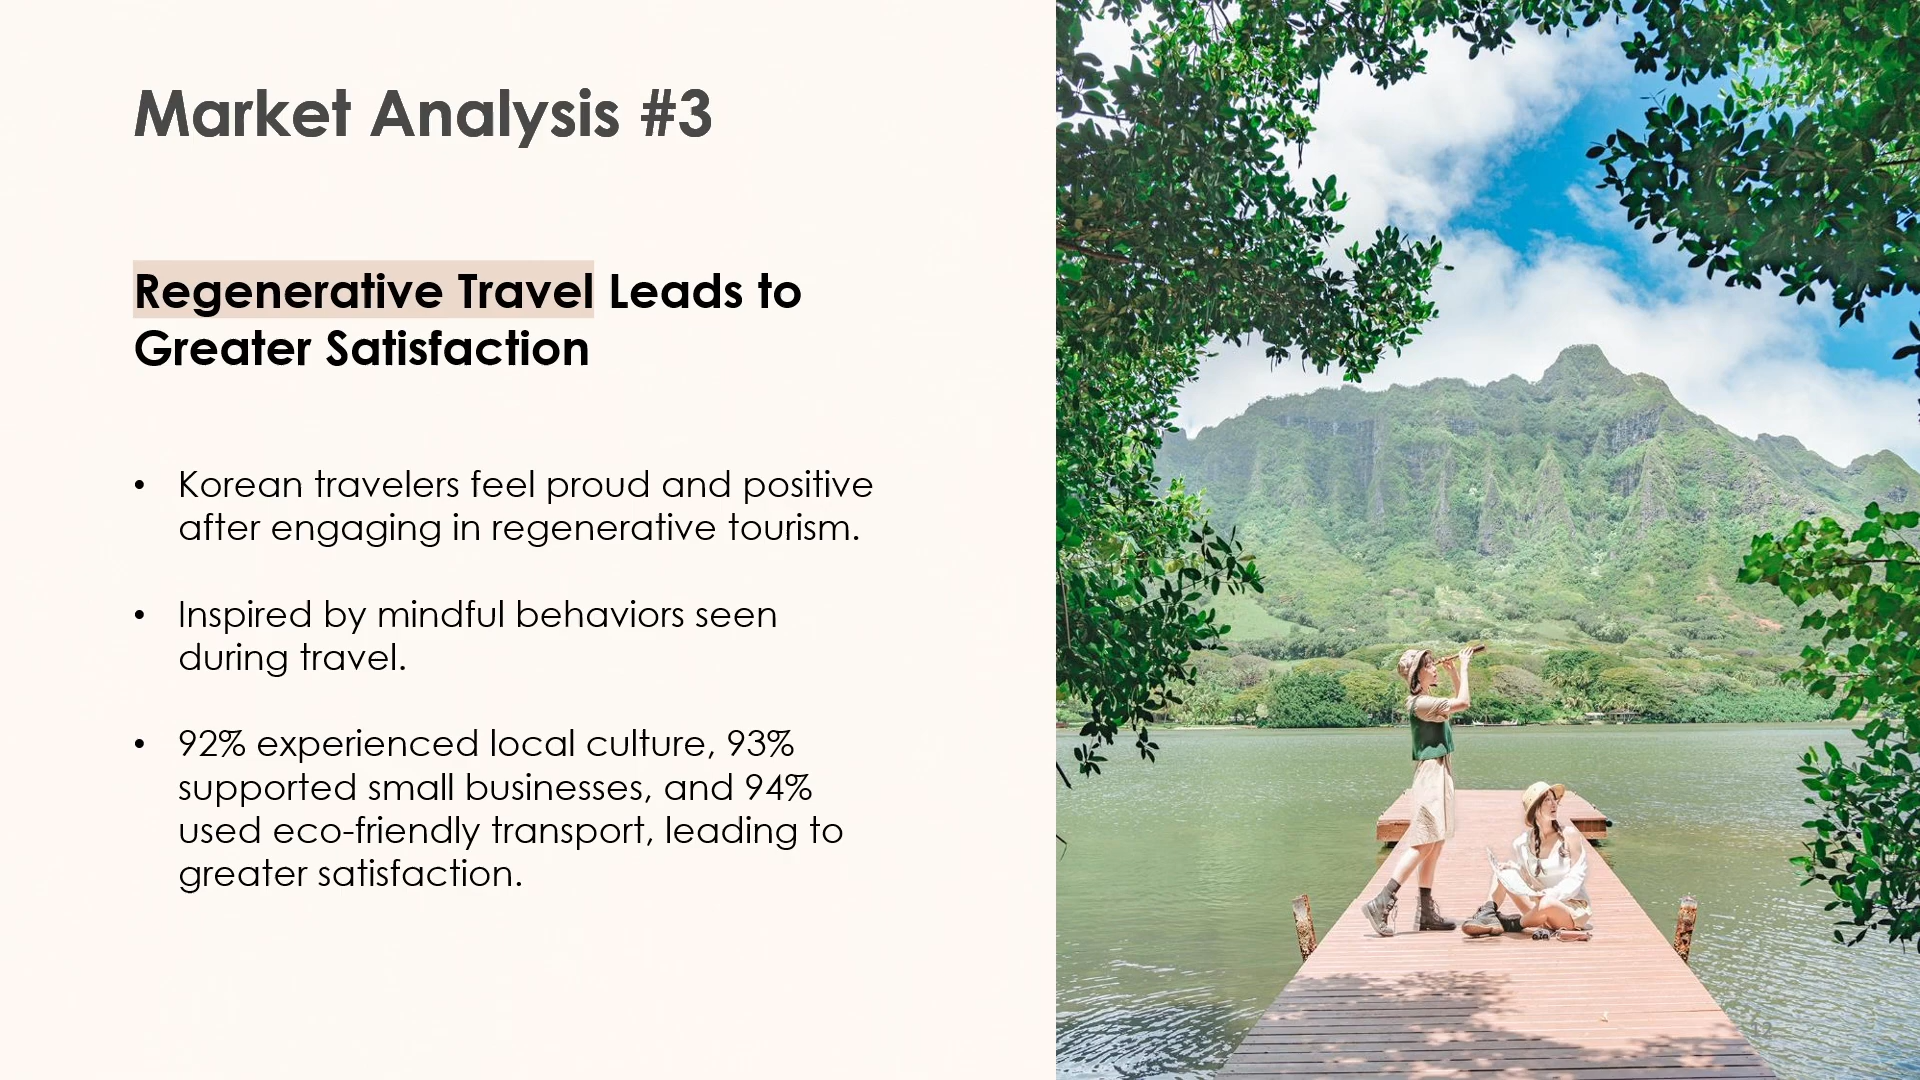 Market Analysis #3
Regenerative Travel Leads to
Greater Satisfaction
• Korean travelers feel proud and positive
after engaging in regenerative tourism.
• Inspired by mindful behaviors seen
during travel.
• 92% experienced local culture, 93%
supported small businesses, and 94%
used eco-friendly transport, leading to
greater satisfaction.
12